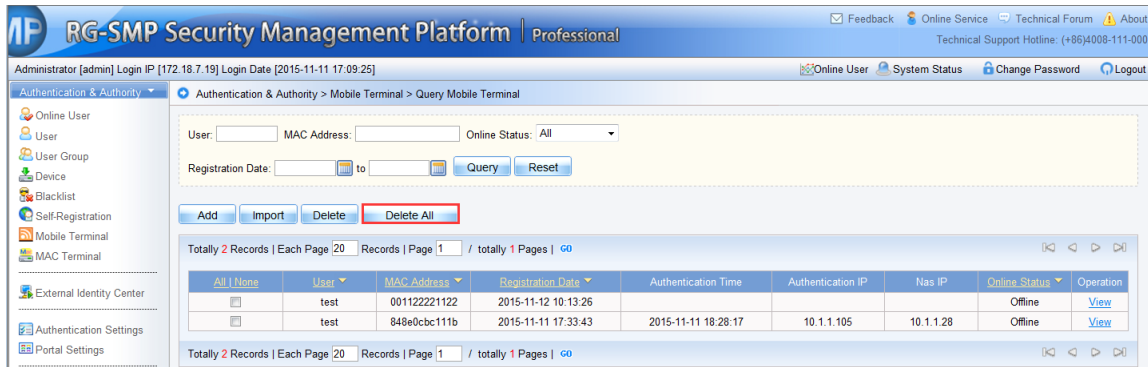 RG-SMP Security Management Platform | Professional
Feedback Online Service Technical Forum About
Technical Support Hotline: (+86)4008-111-000
Administrator [admin] Login IP [172.18.7.19] Login Date [2015-11-11 17:09:25]
Online User System Status Change Password Logout
Authentication & Authority
Online User
User
User Group
Device
Blacklist
Self-Registration
Mobile Terminal
MAC Terminal
External Identity Center
Authentication Settings
Portal Settings
Authentication & Authority > Mobile Terminal > Query Mobile Terminal
User: MAC Address: Online Status: All
Registration Date: to Query Reset
Add Import Delete Delete All
Totally 2 Records | Each Page 20 Records | Page 1 / totally 1 Pages | GO
All | None User MAC Address Registration Date Authentication Time Authentication IP Nas IP Online Status Operation
test 001122221122 2015-11-12 10:13:26 Offline View
test 848e0cbc111b 2015-11-11 17:33:43 2015-11-11 18:28:17 10.1.1.105 10.1.1.28 Offline View
Totally 2 Records | Each Page 20 Records | Page 1 / totally 1 Pages | GO